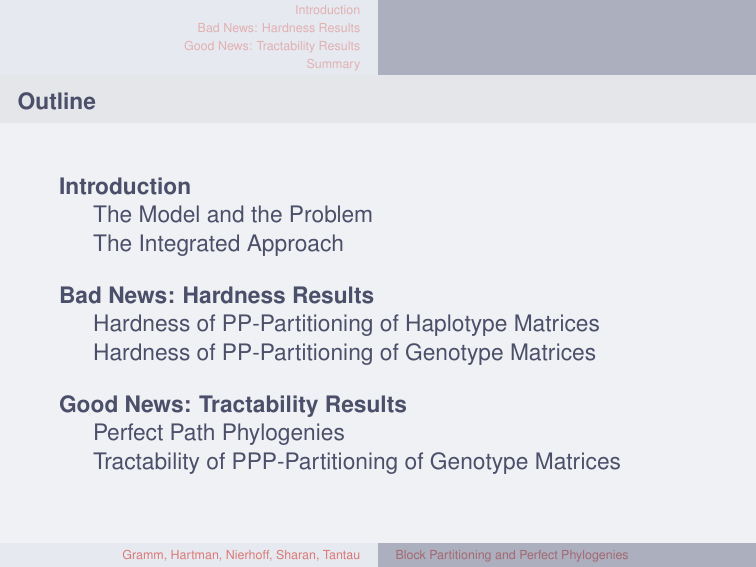 Introduction
Bad News: Hardness Results
Good News: Tractability Results
Summary
Outline
Introduction
The Model and the Problem
The Integrated Approach
Bad News: Hardness Results
Hardness of PP-Partitioning of Haplotype Matrices
Hardness of PP-Partitioning of Genotype Matrices
Good News: Tractability Results
Perfect Path Phylogenies
Tractability of PPP-Partitioning of Genotype Matrices
Gramm, Hartman, Nierhoff, Sharan, Tantau
Block Partitioning and Perfect Phylogenies